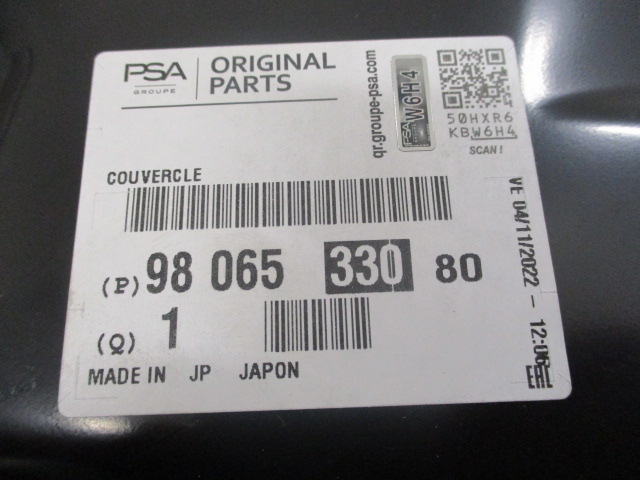 PSA
GROUPE
ORIGINAL
PARTS
qr.groupe-psa.com
PSA W6H4
50HXR6
KBW6H4
SCAN!
COUVERCLE
(P) 98 065 330 80
(Q) 1
MADE IN JP JAPON
VE 04/11/2022 - 12:06
EAC